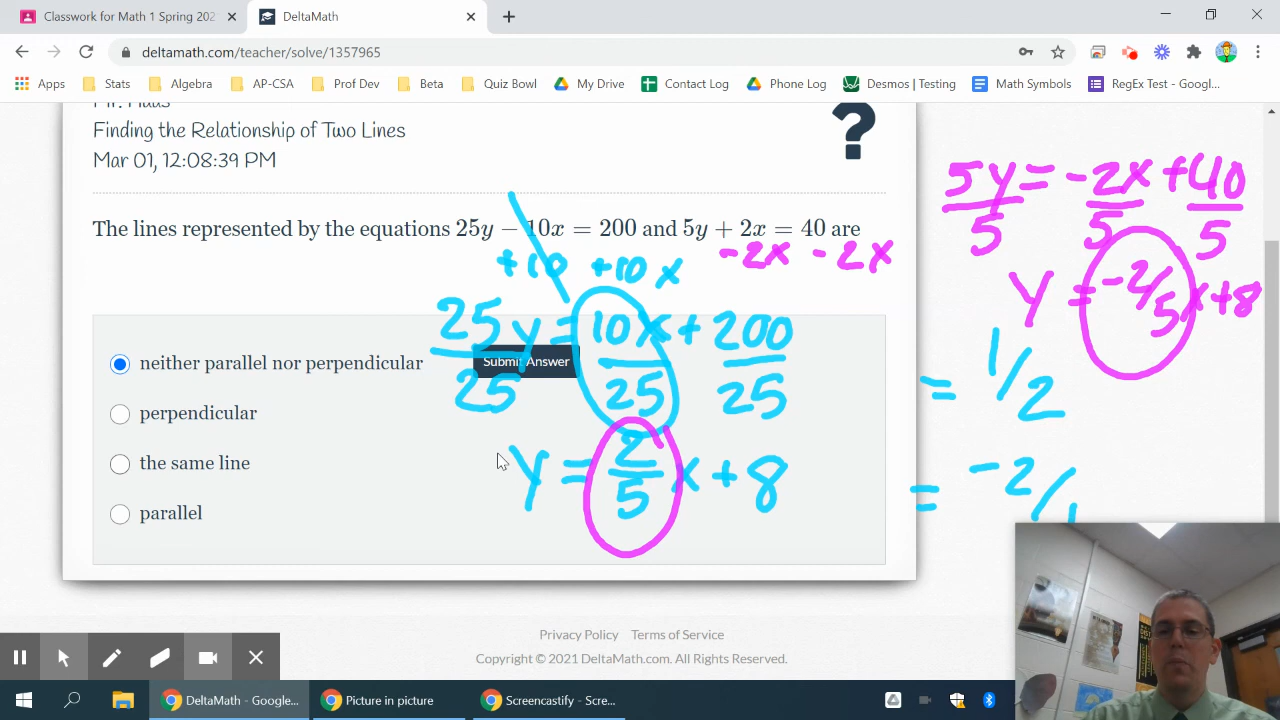 Classwork for Math 1 Spring 202
DeltaMath
deltamath.com/teacher/solve/1357965
Apps Stats Algebra AP-CSA Prof Dev Beta Quiz Bowl My Drive Contact Log Phone Log Desmos | Testing Math Symbols RegEx Test - Googl...
Mr. Haas
Finding the Relationship of Two Lines
Mar 01, 12:08:39 PM
?
The lines represented by the equations 25y − 10x = 200 and 5y + 2x = 40 are
+10 +10x
-2x -2x
25y = 10x + 200
25 25 25
y = 2/5 x + 8
5y = -2x + 40
5 5 5
y = -2/5 x + 8
= 1/2
= -2/1
neither parallel nor perpendicular
Submit Answer
perpendicular
the same line
parallel
Privacy Policy Terms of Service
Copyright © 2021 DeltaMath.com. All Rights Reserved.
DeltaMath - Google...
Picture in picture
Screencastify - Scre...